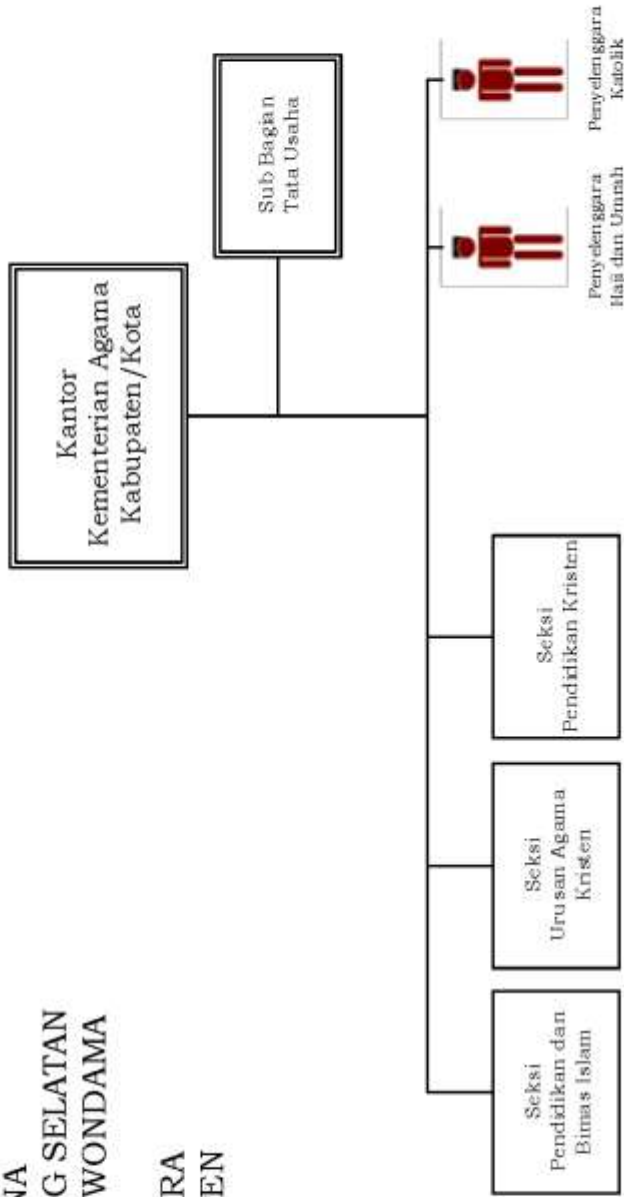 NA
G SELATAN
WONDAMA
RA
EN
Kantor
Kementerian Agama
Kabupaten/Kota
Sub Bagian
Tata Usaha
Seksi
Pendidikan dan
Bimas Islam
Seksi
Urusan Agama
Kristen
Seksi
Pendidikan Kristen
Penyelenggara
Haji dan Umrah
Penyelenggara
Katolik